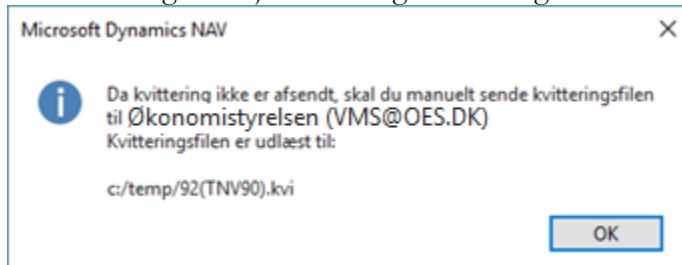 Microsoft Dynamics NAV
Da kvittering ikke er afsendt, skal du manuelt sende kvitteringsfilen
til Økonomistyrelsen (VMS@OES.DK)
Kvitteringsfilen er udlæst til:
c:/temp/92(TNV90).kvi
OK